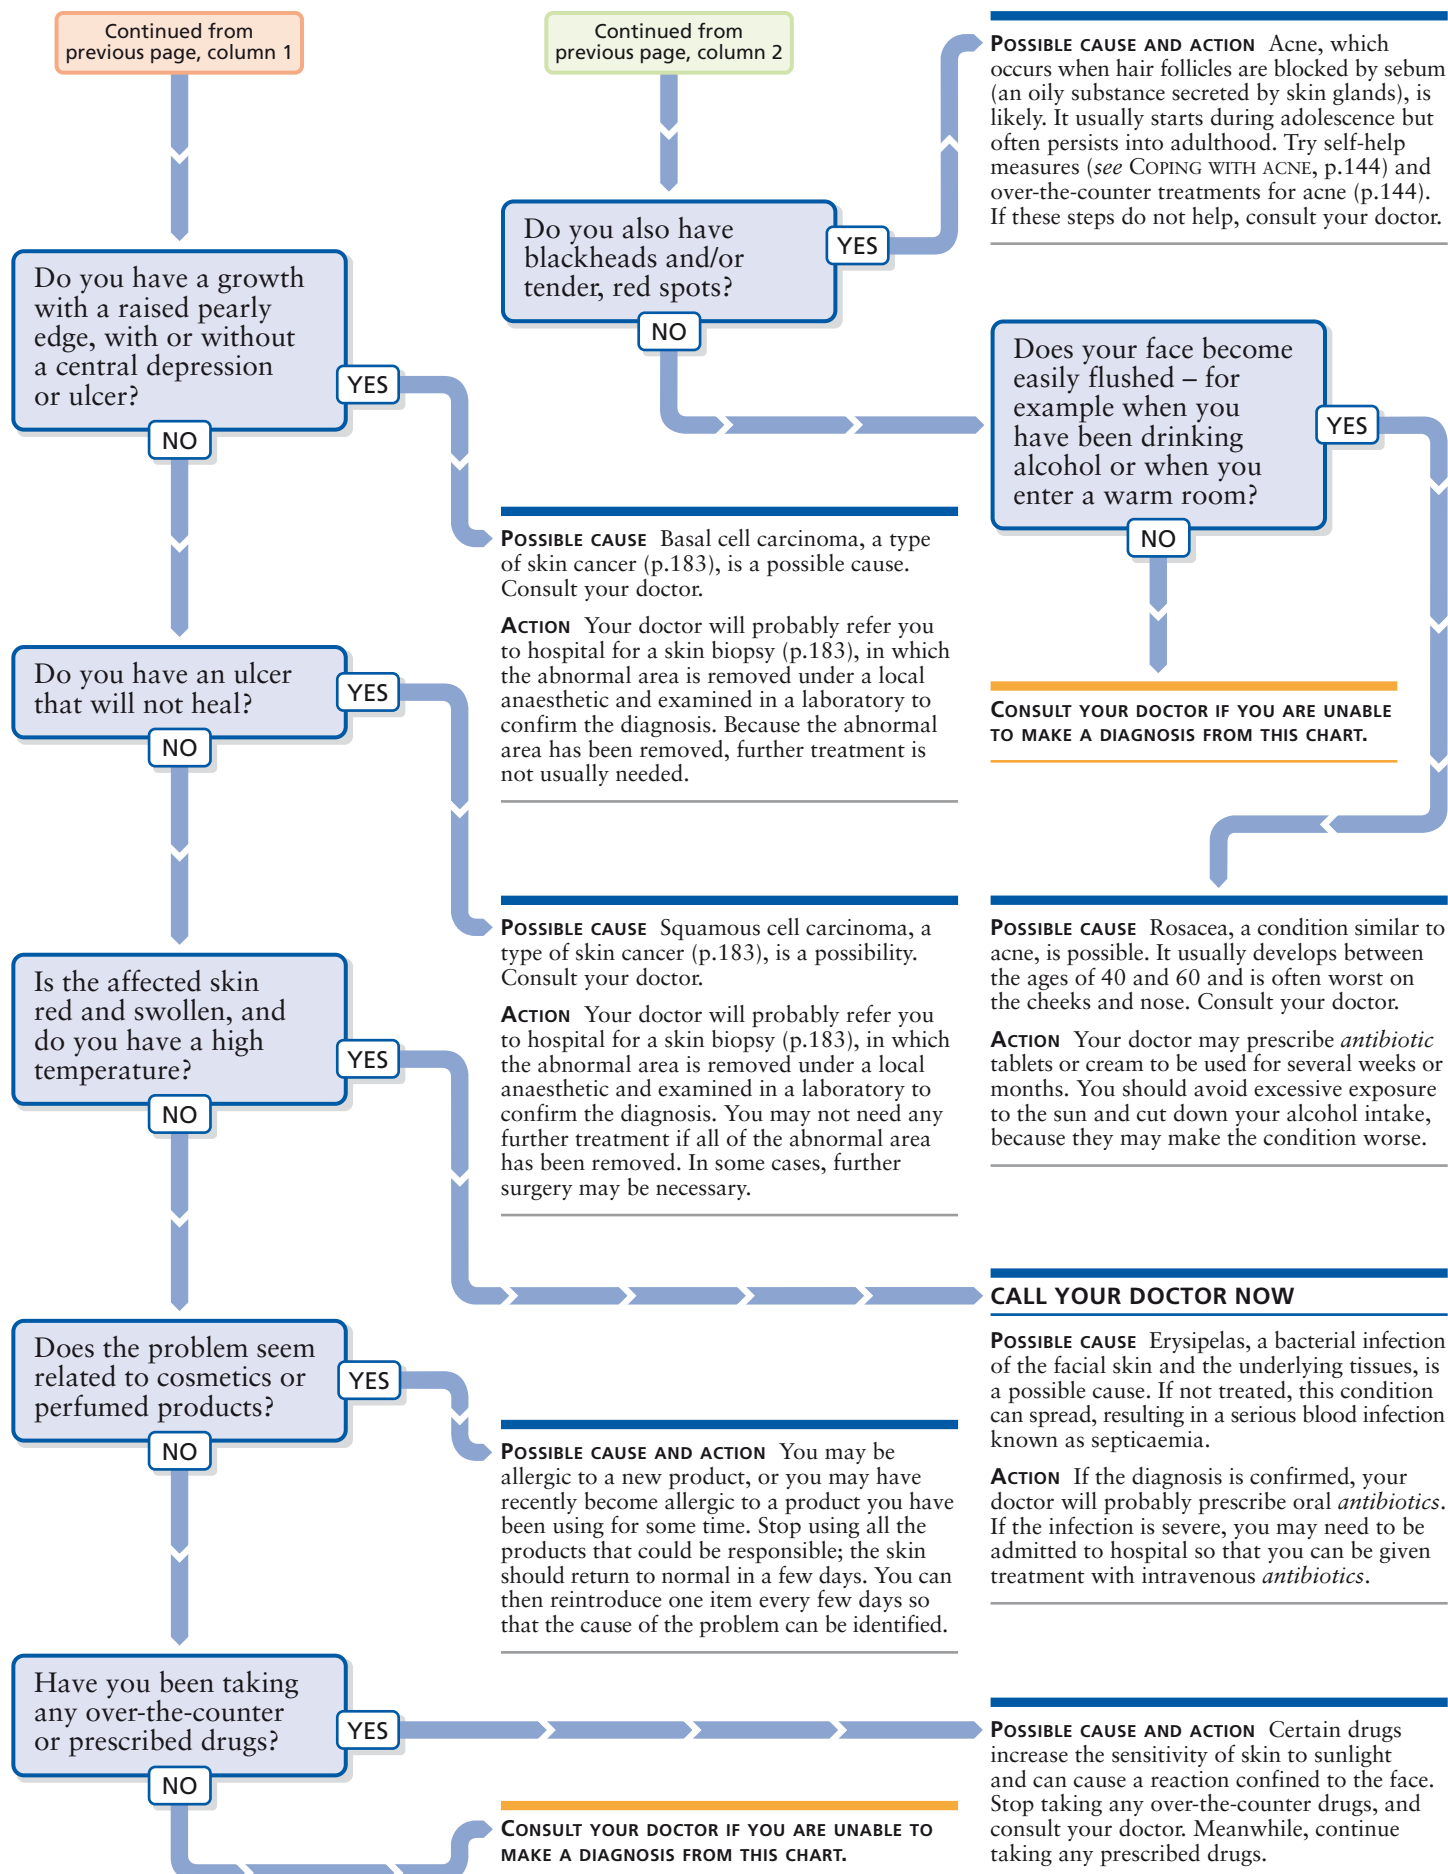 Continued from
previous page, column 1
Do you have a growth
with a raised pearly
edge, with or without
a central depression
or ulcer?
YES
NO
Do you have an ulcer
that will not heal?
YES
NO
Is the affected skin
red and swollen, and
do you have a high
temperature?
YES
NO
Does the problem seem
related to cosmetics or
perfumed products?
YES
NO
Have you been taking
any over-the-counter
or prescribed drugs?
YES
NO
Continued from
previous page, column 2
Do you also have
blackheads and/or
tender, red spots?
YES
NO
POSSIBLE CAUSE Basal cell carcinoma, a type
of skin cancer (p.183), is a possible cause.
Consult your doctor.
ACTION Your doctor will probably refer you
to hospital for a skin biopsy (p.183), in which
the abnormal area is removed under a local
anaesthetic and examined in a laboratory to
confirm the diagnosis. Because the abnormal
area has been removed, further treatment is
not usually needed.
POSSIBLE CAUSE Squamous cell carcinoma, a
type of skin cancer (p.183), is a possibility.
Consult your doctor.
ACTION Your doctor will probably refer you
to hospital for a skin biopsy (p.183), in which
the abnormal area is removed under a local
anaesthetic and examined in a laboratory to
confirm the diagnosis. You may not need any
further treatment if all of the abnormal area
has been removed. In some cases, further
surgery may be necessary.
POSSIBLE CAUSE AND ACTION You may be
allergic to a new product, or you may have
recently become allergic to a product you have
been using for some time. Stop using all the
products that could be responsible; the skin
should return to normal in a few days. You can
then reintroduce one item every few days so
that the cause of the problem can be identified.
CONSULT YOUR DOCTOR IF YOU ARE UNABLE TO
MAKE A DIAGNOSIS FROM THIS CHART.
POSSIBLE CAUSE AND ACTION Acne, which
occurs when hair follicles are blocked by sebum
(an oily substance secreted by skin glands), is
likely. It usually starts during adolescence but
often persists into adulthood. Try self-help
measures (see COPING WITH ACNE, p.144) and
over-the-counter treatments for acne (p.144).
If these steps do not help, consult your doctor.
Does your face become
easily flushed – for
example when you
have been drinking
alcohol or when you
enter a warm room?
YES
NO
CONSULT YOUR DOCTOR IF YOU ARE UNABLE
TO MAKE A DIAGNOSIS FROM THIS CHART.
POSSIBLE CAUSE Rosacea, a condition similar to
acne, is possible. It usually develops between
the ages of 40 and 60 and is often worst on
the cheeks and nose. Consult your doctor.
ACTION Your doctor may prescribe antibiotic
tablets or cream to be used for several weeks or
months. You should avoid excessive exposure
to the sun and cut down your alcohol intake,
because they may make the condition worse.
CALL YOUR DOCTOR NOW
POSSIBLE CAUSE Erysipelas, a bacterial infection
of the facial skin and the underlying tissues, is
a possible cause. If not treated, this condition
can spread, resulting in a serious blood infection
known as septicaemia.
ACTION If the diagnosis is confirmed, your
doctor will probably prescribe oral antibiotics.
If the infection is severe, you may need to be
admitted to hospital so that you can be given
treatment with intravenous antibiotics.
POSSIBLE CAUSE AND ACTION Certain drugs
increase the sensitivity of skin to sunlight
and can cause a reaction confined to the face.
Stop taking any over-the-counter drugs, and
consult your doctor. Meanwhile, continue
taking any prescribed drugs.